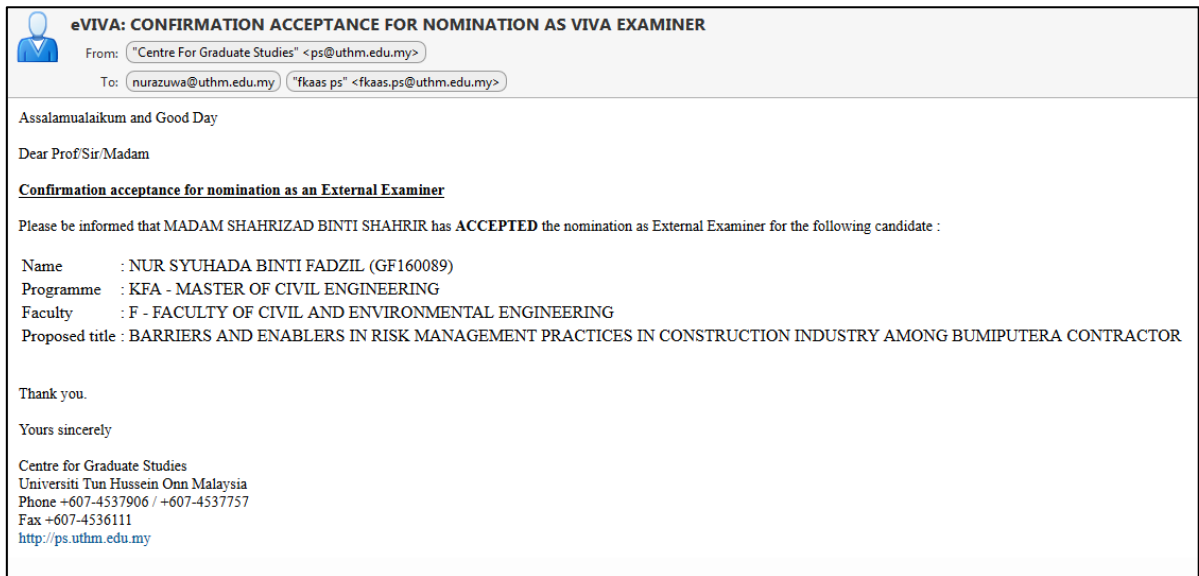 eVIVA: CONFIRMATION ACCEPTANCE FOR NOMINATION AS VIVA EXAMINER
From: "Centre For Graduate Studies" <ps@uthm.edu.my>
To: nurazuwa@uthm.edu.my "fkaas ps" <fkaas.ps@uthm.edu.my>
Assalamualaikum and Good Day
Dear Prof/Sir/Madam
Confirmation acceptance for nomination as an External Examiner
Please be informed that MADAM SHAHRIZAD BINTI SHAHRIR has ACCEPTED the nomination as External Examiner for the following candidate :
Name : NUR SYUHADA BINTI FADZIL (GF160089)
Programme : KFA - MASTER OF CIVIL ENGINEERING
Faculty : F - FACULTY OF CIVIL AND ENVIRONMENTAL ENGINEERING
Proposed title : BARRIERS AND ENABLERS IN RISK MANAGEMENT PRACTICES IN CONSTRUCTION INDUSTRY AMONG BUMIPUTERA CONTRACTOR
Thank you.
Yours sincerely
Centre for Graduate Studies
Universiti Tun Hussein Onn Malaysia
Phone +607-4537906 / +607-4537757
Fax +607-4536111
http://ps.uthm.edu.my